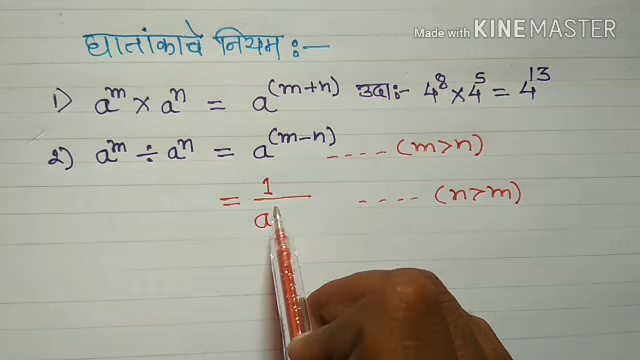 Made with KINEMASTER
घातांकाचे नियम :-
1) a^m × a^n = a^(m+n) उदा:- 4^8 × 4^5 = 4^13
2) a^m ÷ a^n = a^(m-n) ---- (m>n)
= 1/a ---- (n>m)